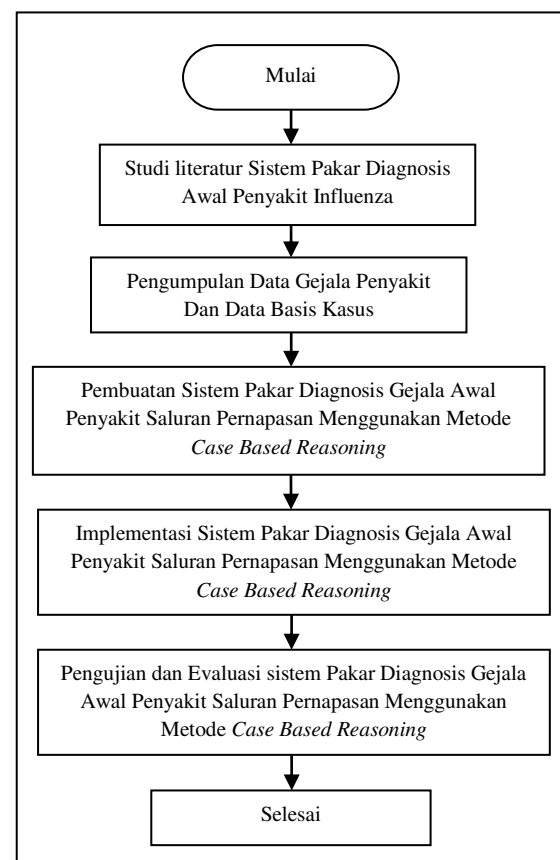 Mulai
Studi literatur Sistem Pakar Diagnosis
Awal Penyakit Influenza
Pengumpulan Data Gejala Penyakit
Dan Data Basis Kasus
Pembuatan Sistem Pakar Diagnosis Gejala Awal
Penyakit Saluran Pernapasan Menggunakan Metode
Case Based Reasoning
Implementasi Sistem Pakar Diagnosis Gejala Awal
Penyakit Saluran Pernapasan Menggunakan Metode
Case Based Reasoning
Pengujian dan Evaluasi sistem Pakar Diagnosis Gejala
Awal Penyakit Saluran Pernapasan Menggunakan
Metode Case Based Reasoning
Selesai